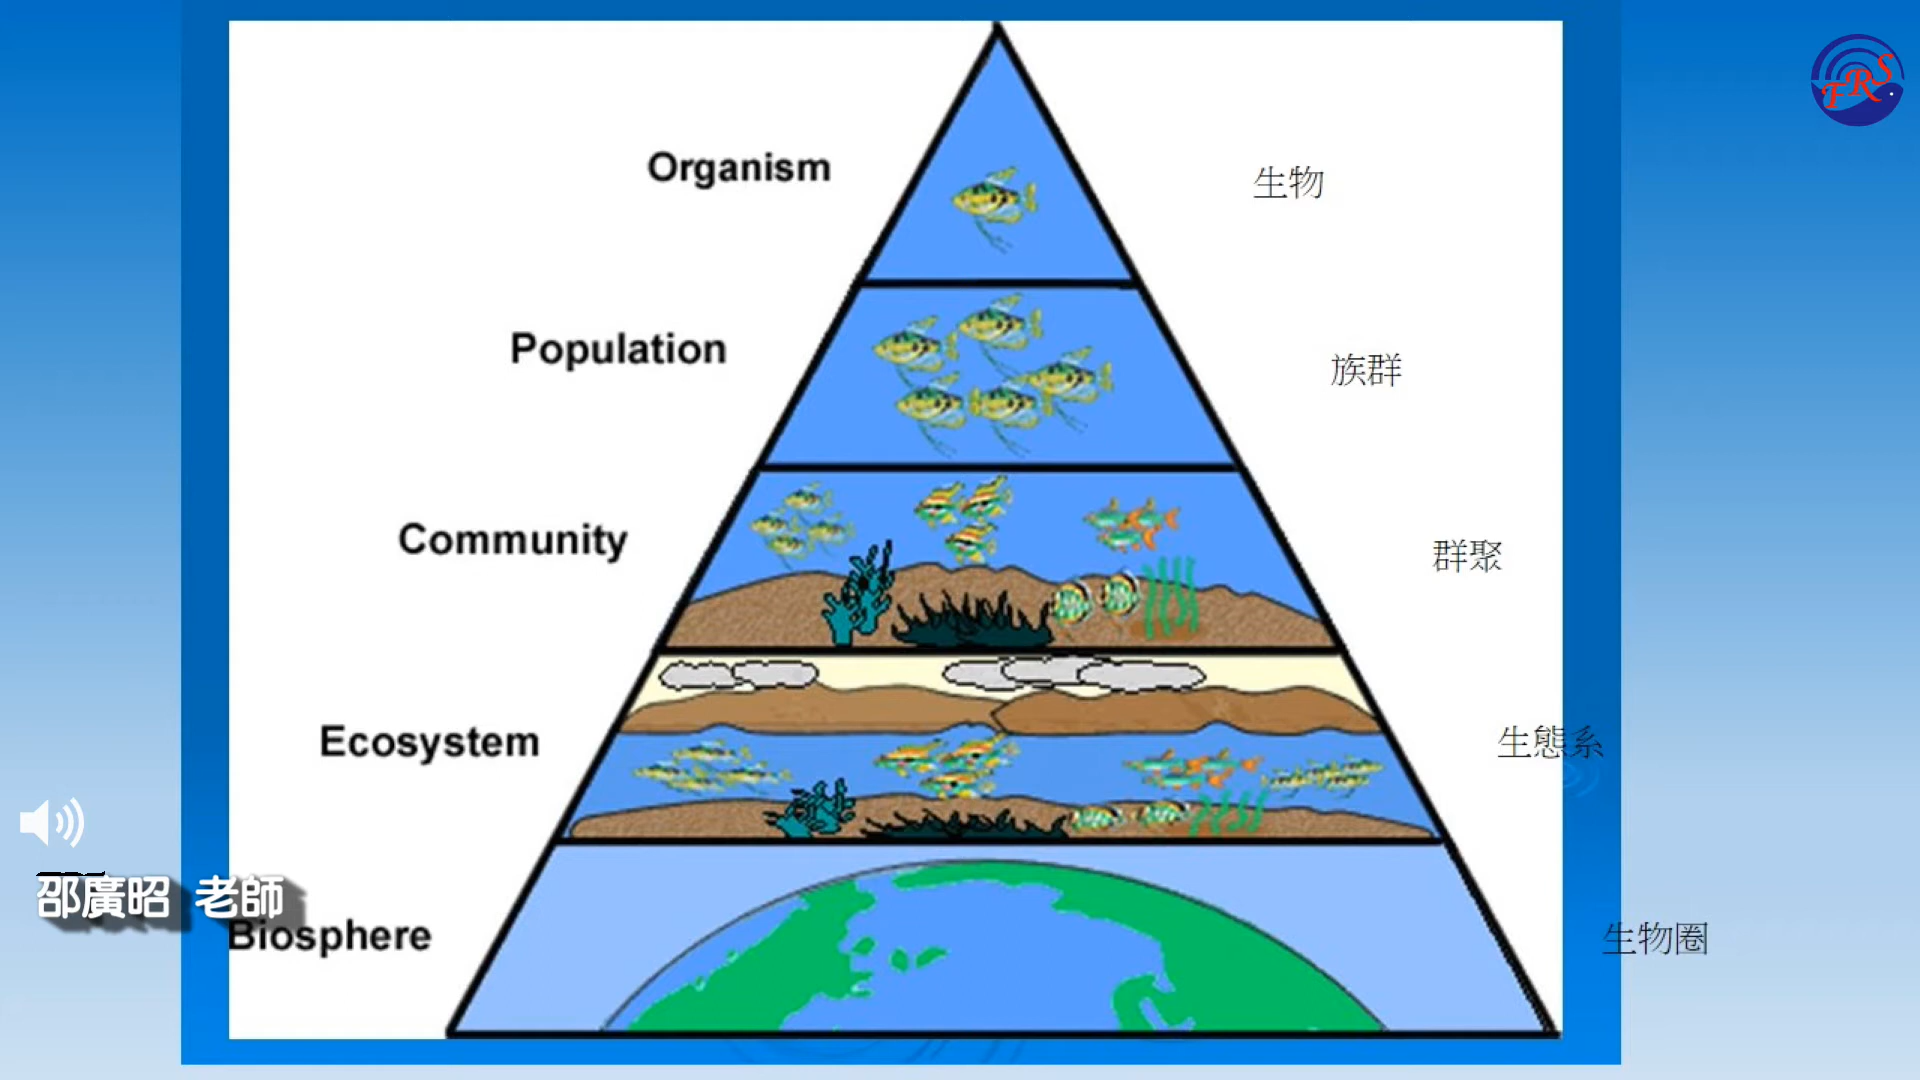 FRS
Organism
生物
Population
族群
Community
群聚
Ecosystem
生態系
邵廣昭 老師
Biosphere
生物圈